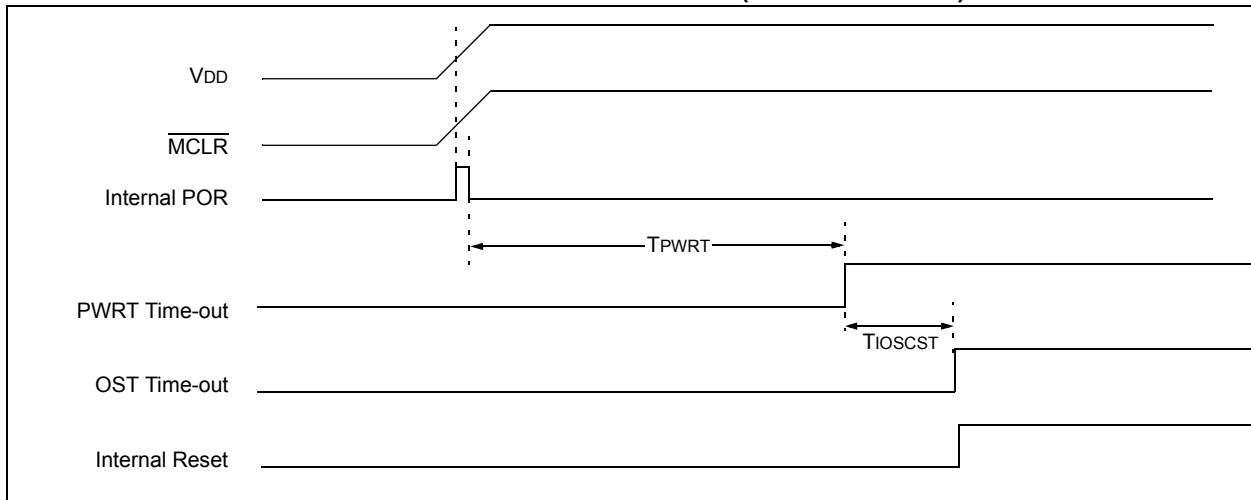 VDD
MCLR
Internal POR
TPWRT
PWRT Time-out
TIOSCST
OST Time-out
Internal Reset